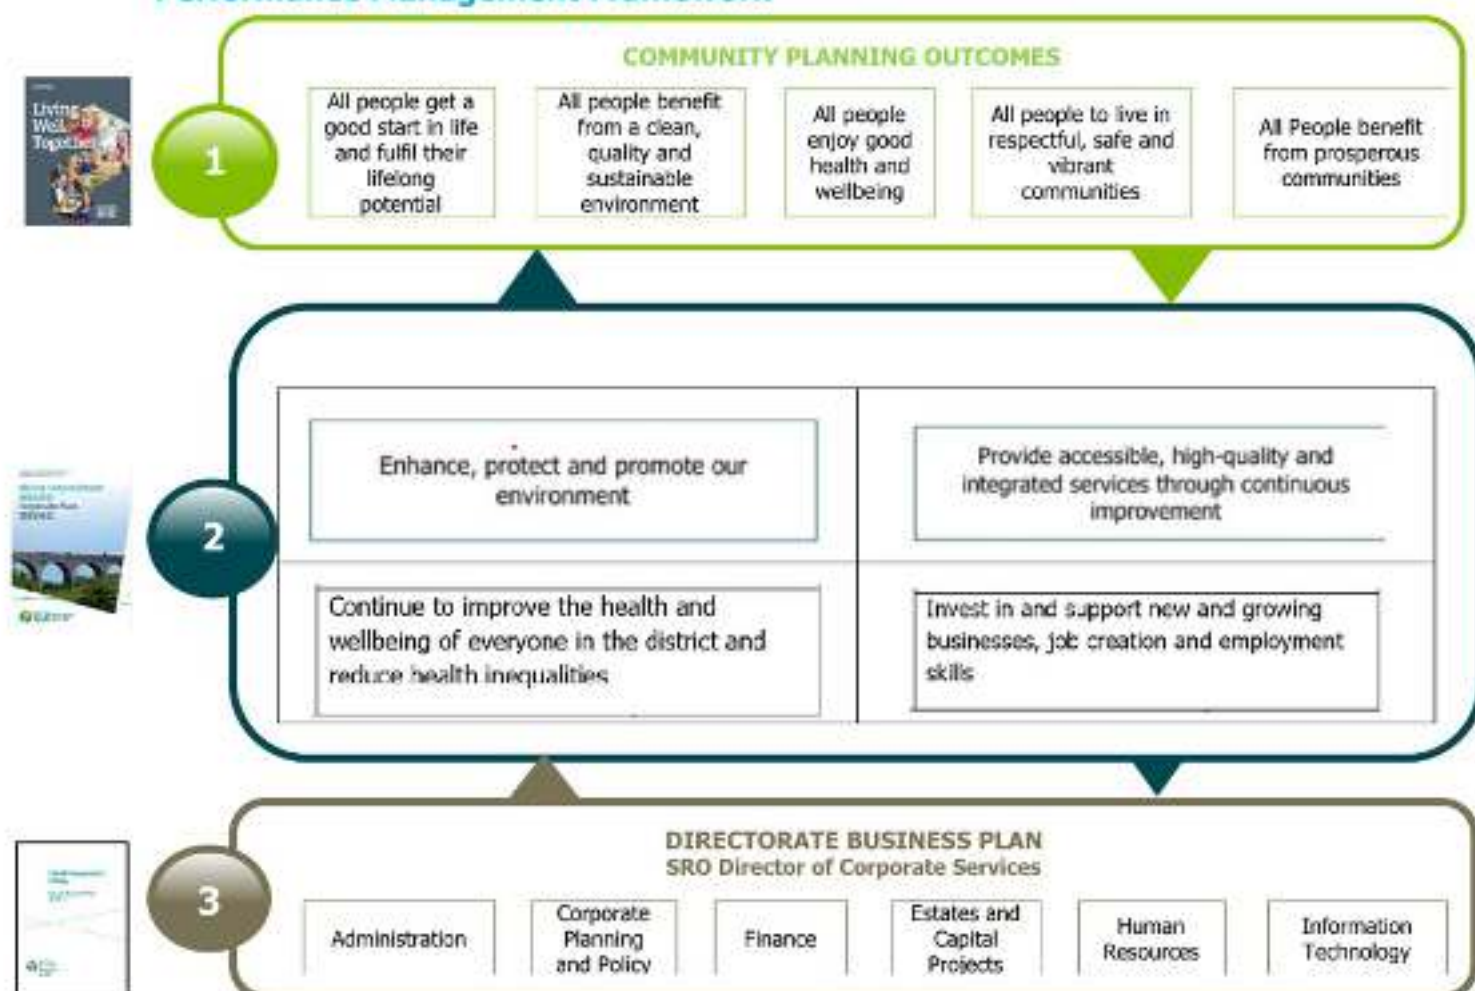 Performance Management Framework
COMMUNITY PLANNING OUTCOMES
Living
Well
Together
1
All people get a
good start in life
and fulfil their
lifelong
potential
All people benefit
from a clean,
quality and
sustainable
environment
All people
enjoy good
health and
wellbeing
All people to live in
respectful, safe and
vibrant
communities
All People benefit
from prosperous
communities
2
Enhance, protect and promote our
environment
Provide accessible, high-quality and
integrated services through continuous
improvement
Continue to improve the health and
wellbeing of everyone in the district and
reduce health inequalities
Invest in and support new and growing
businesses, job creation and employment
skills
3
DIRECTORATE BUSINESS PLAN
SRO Director of Corporate Services
Administration
Corporate
Planning
and Policy
Finance
Estates and
Capital
Projects
Human
Resources
Information
Technology